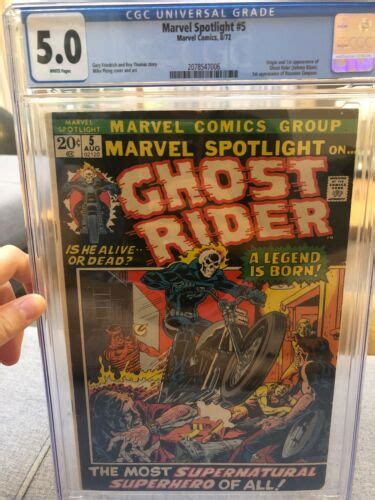 CGC UNIVERSAL GRADE
5.0
WHITE Pages
Marvel Spotlight #5
Marvel Comics, 8/72
Gary Friedrich and Roy Thomas story
Mike Ploog cover and art
2078547006
Origin and 1st appearance of
Ghost Rider (Johnny Blaze).
1st appearance of Roxanne Simpson
MARVEL
SPOTLIGHT
20¢
5
AUG
02120
MARVEL COMICS GROUP
MARVEL SPOTLIGHT ON...
GHOST
RIDER
IS HE ALIVE...
OR DEAD?
A LEGEND
IS BORN!
THE MOST SUPERNATURAL
SUPERHERO OF ALL!